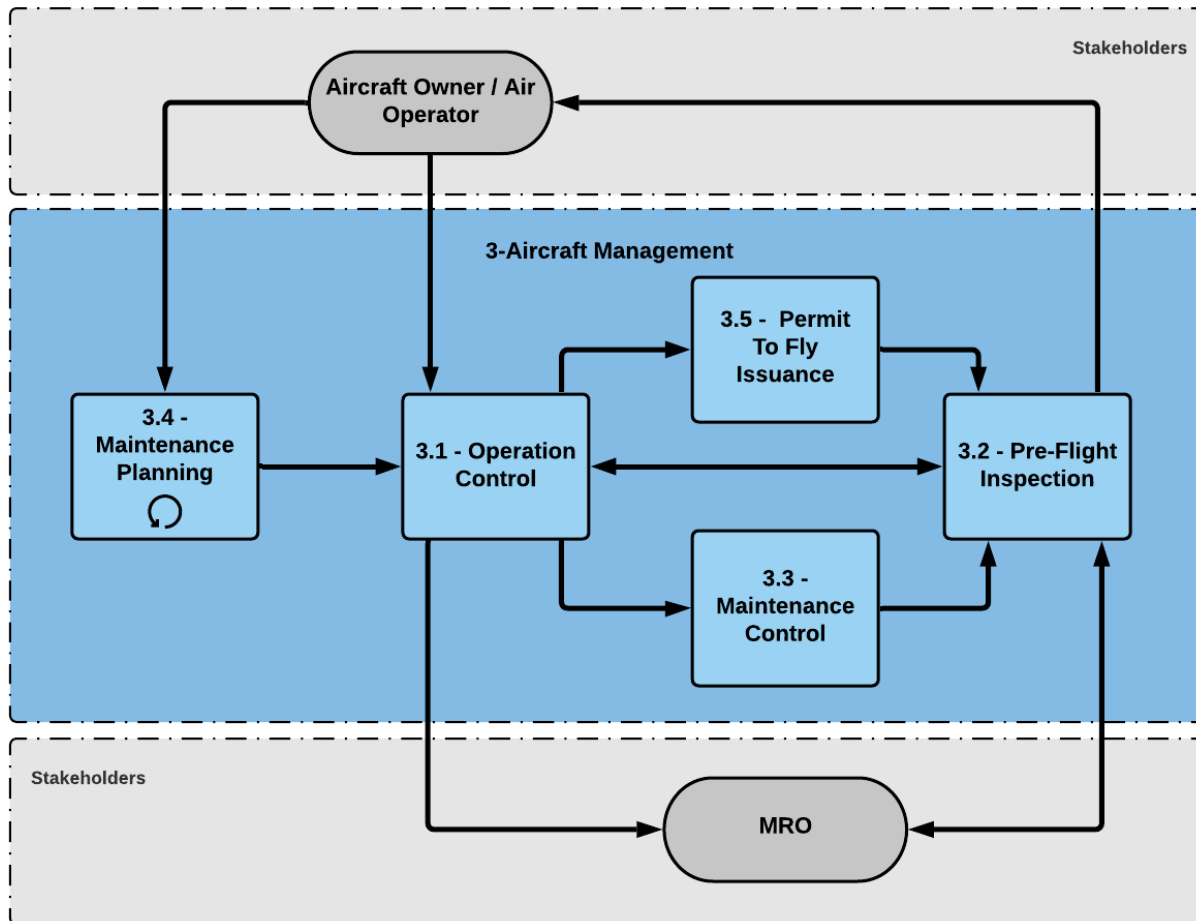 Stakeholders
Aircraft Owner / Air
Operator
3-Aircraft Management
3.5 - Permit
To Fly
Issuance
3.4 -
Maintenance
Planning
3.1 - Operation
Control
3.2 - Pre-Flight
Inspection
3.3 -
Maintenance
Control
Stakeholders
MRO